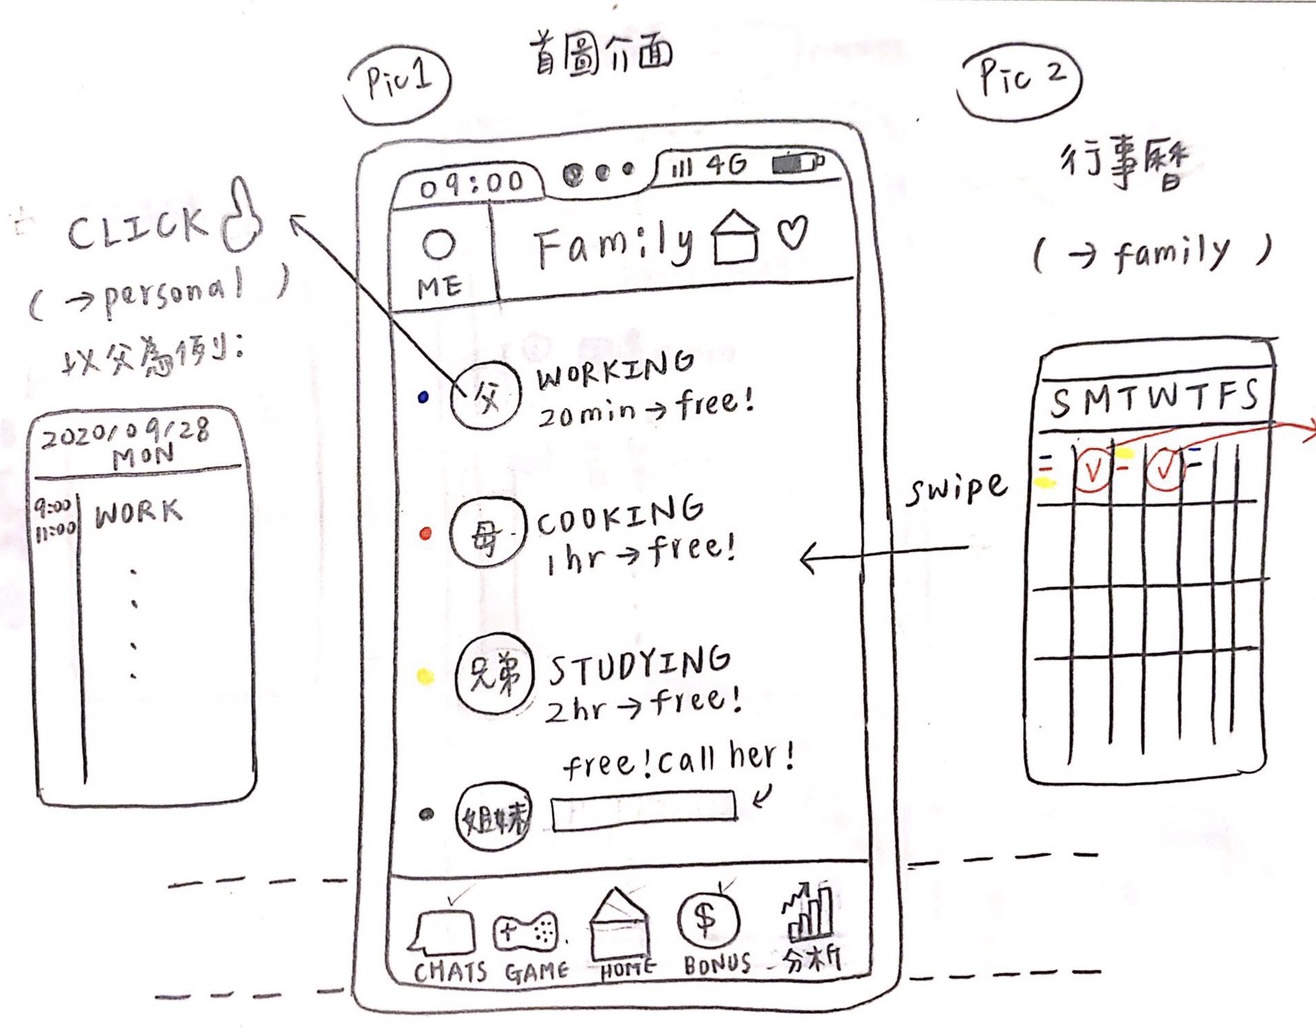 Pic1
首圖介面
Pic 2
行事曆
( → family )
CLICK
( → personal )
以父為例:
2020/09/28
MON
9:00
11:00
WORK
09:00
4G
ME
Family
父
WORKING
20min → free!
母
COOKING
1hr → free!
兄弟
STUDYING
2hr → free!
free! call her!
姐妹
CHATS
GAME
HOME
$
BONUS
分析
swipe
S M T W T F S